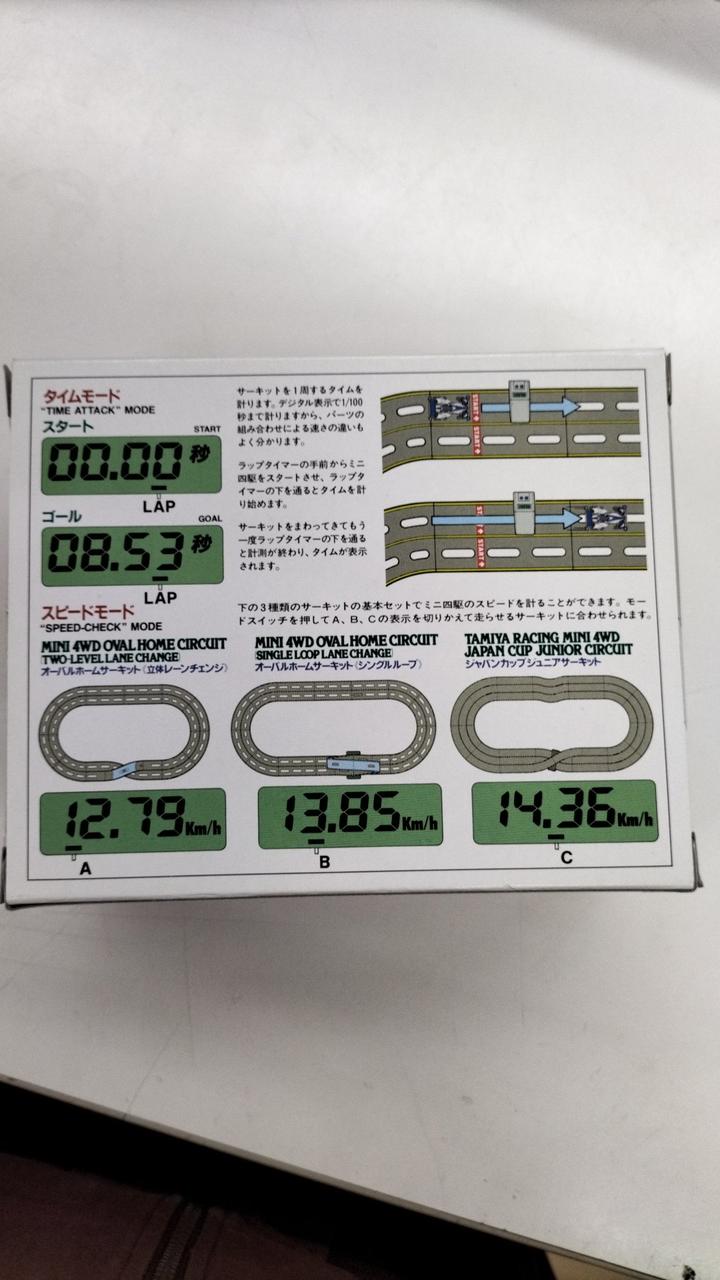 タイムモード
"TIME ATTACK" MODE
スタート START
00.00秒
LAP
ゴール GOAL
08.53秒
LAP
サーキットを1周するタイムを
計ります。デジタル表示で1/100
秒まで計りますから、パーツの
組み合わせによる速さの違いも
よく分かります。
ラップタイマーの手前からミニ
四駆をスタートさせ、ラップタ
イマーの下を通るとタイムを計
り始めます。
サーキットをまわってきてもう
一度ラップタイマーの下を通る
と計測が終わり、タイムが表示
されます。
START
START
START
スピードモード
"SPEED-CHECK" MODE
下の3種類のサーキットの基本セットでミニ四駆のスピードを計ることができます。モー
ドスイッチを押してA、B、Cの表示を切りかえて走らせるサーキットに合わせられます。
MINI 4WD OVAL HOME CIRCUIT
(TWO-LEVEL LANE CHANGE)
オーバルホームサーキット(立体レーンチェンジ)
12.79Km/h
A
MINI 4WD OVAL HOME CIRCUIT
(SINGLE LOOP LANE CHANGE)
オーバルホームサーキット(シングルループ)
13.85Km/h
B
TAMIYA RACING MINI 4WD
JAPAN CUP JUNIOR CIRCUIT
ジャパンカップジュニアサーキット
14.36Km/h
C